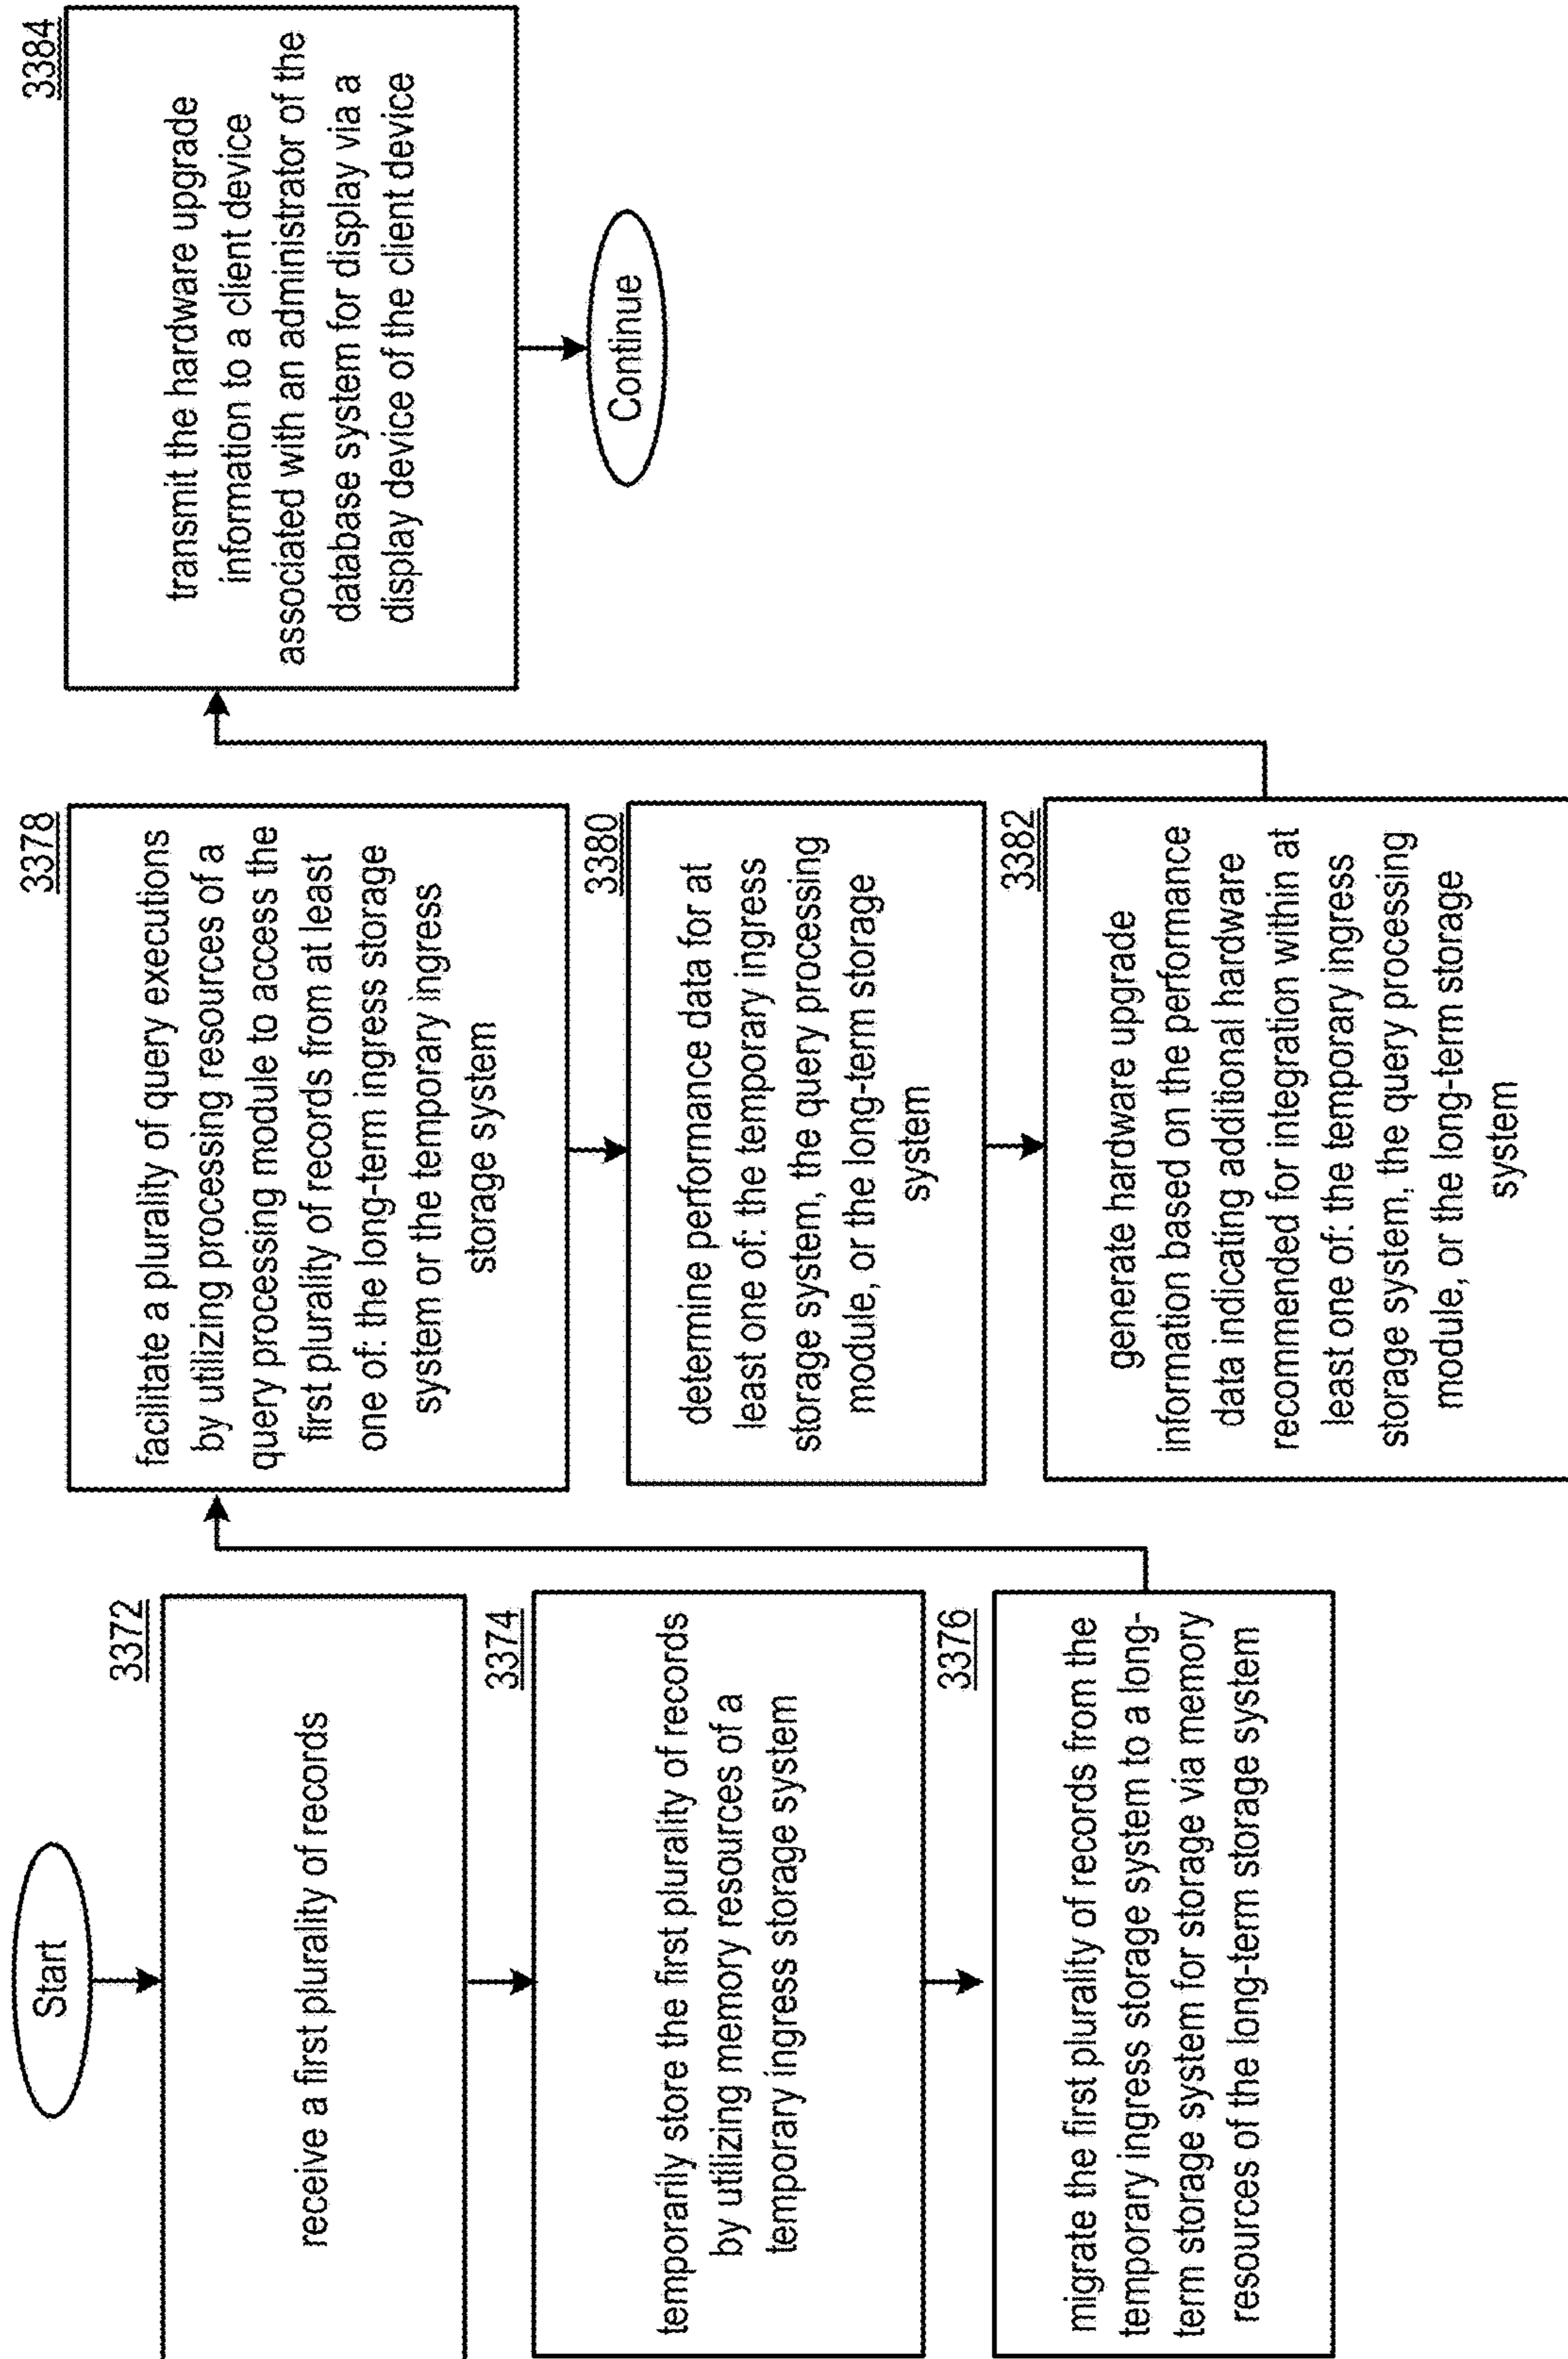 Start
3372
receive a first plurality of records
3374
temporarily store the first plurality of records
by utilizing memory resources of a
temporary ingress storage system
3376
migrate the first plurality of records from the
temporary ingress storage system to a long-
term storage system for storage via memory
resources of the long-term storage system
3378
facilitate a plurality of query executions
by utilizing processing resources of a
query processing module to access the
first plurality of records from at least
one of: the long-term ingress storage
system or the temporary ingress
storage system
3380
determine performance data for at
least one of: the temporary ingress
storage system, the query processing
module, or the long-term storage
system
3382
generate hardware upgrade
information based on the performance
data indicating additional hardware
recommended for integration within at
least one of: the temporary ingress
storage system, the query processing
module, or the long-term storage
system
3384
transmit the hardware upgrade
information to a client device
associated with an administrator of the
database system for display via a
display device of the client device
Continue